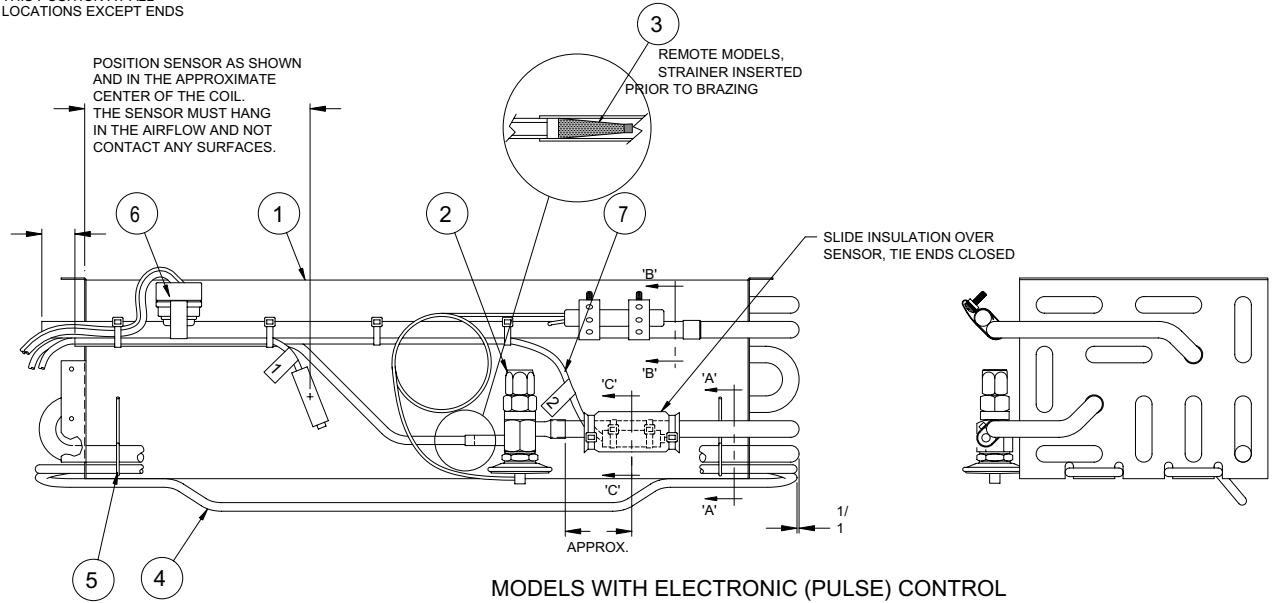 LOCATIONS EXCEPT ENDS
3
REMOTE MODELS,
STRAINER INSERTED
PRIOR TO BRAZING
POSITION SENSOR AS SHOWN
AND IN THE APPROXIMATE
CENTER OF THE COIL.
THE SENSOR MUST HANG
IN THE AIRFLOW AND NOT
CONTACT ANY SURFACES.
6
1
2
7
SLIDE INSULATION OVER
SENSOR, TIE ENDS CLOSED
'B'
'B'
1
2
'C'
'A'
'C'
'A'
1/
1
APPROX.
5
4
MODELS WITH ELECTRONIC (PULSE) CONTROL